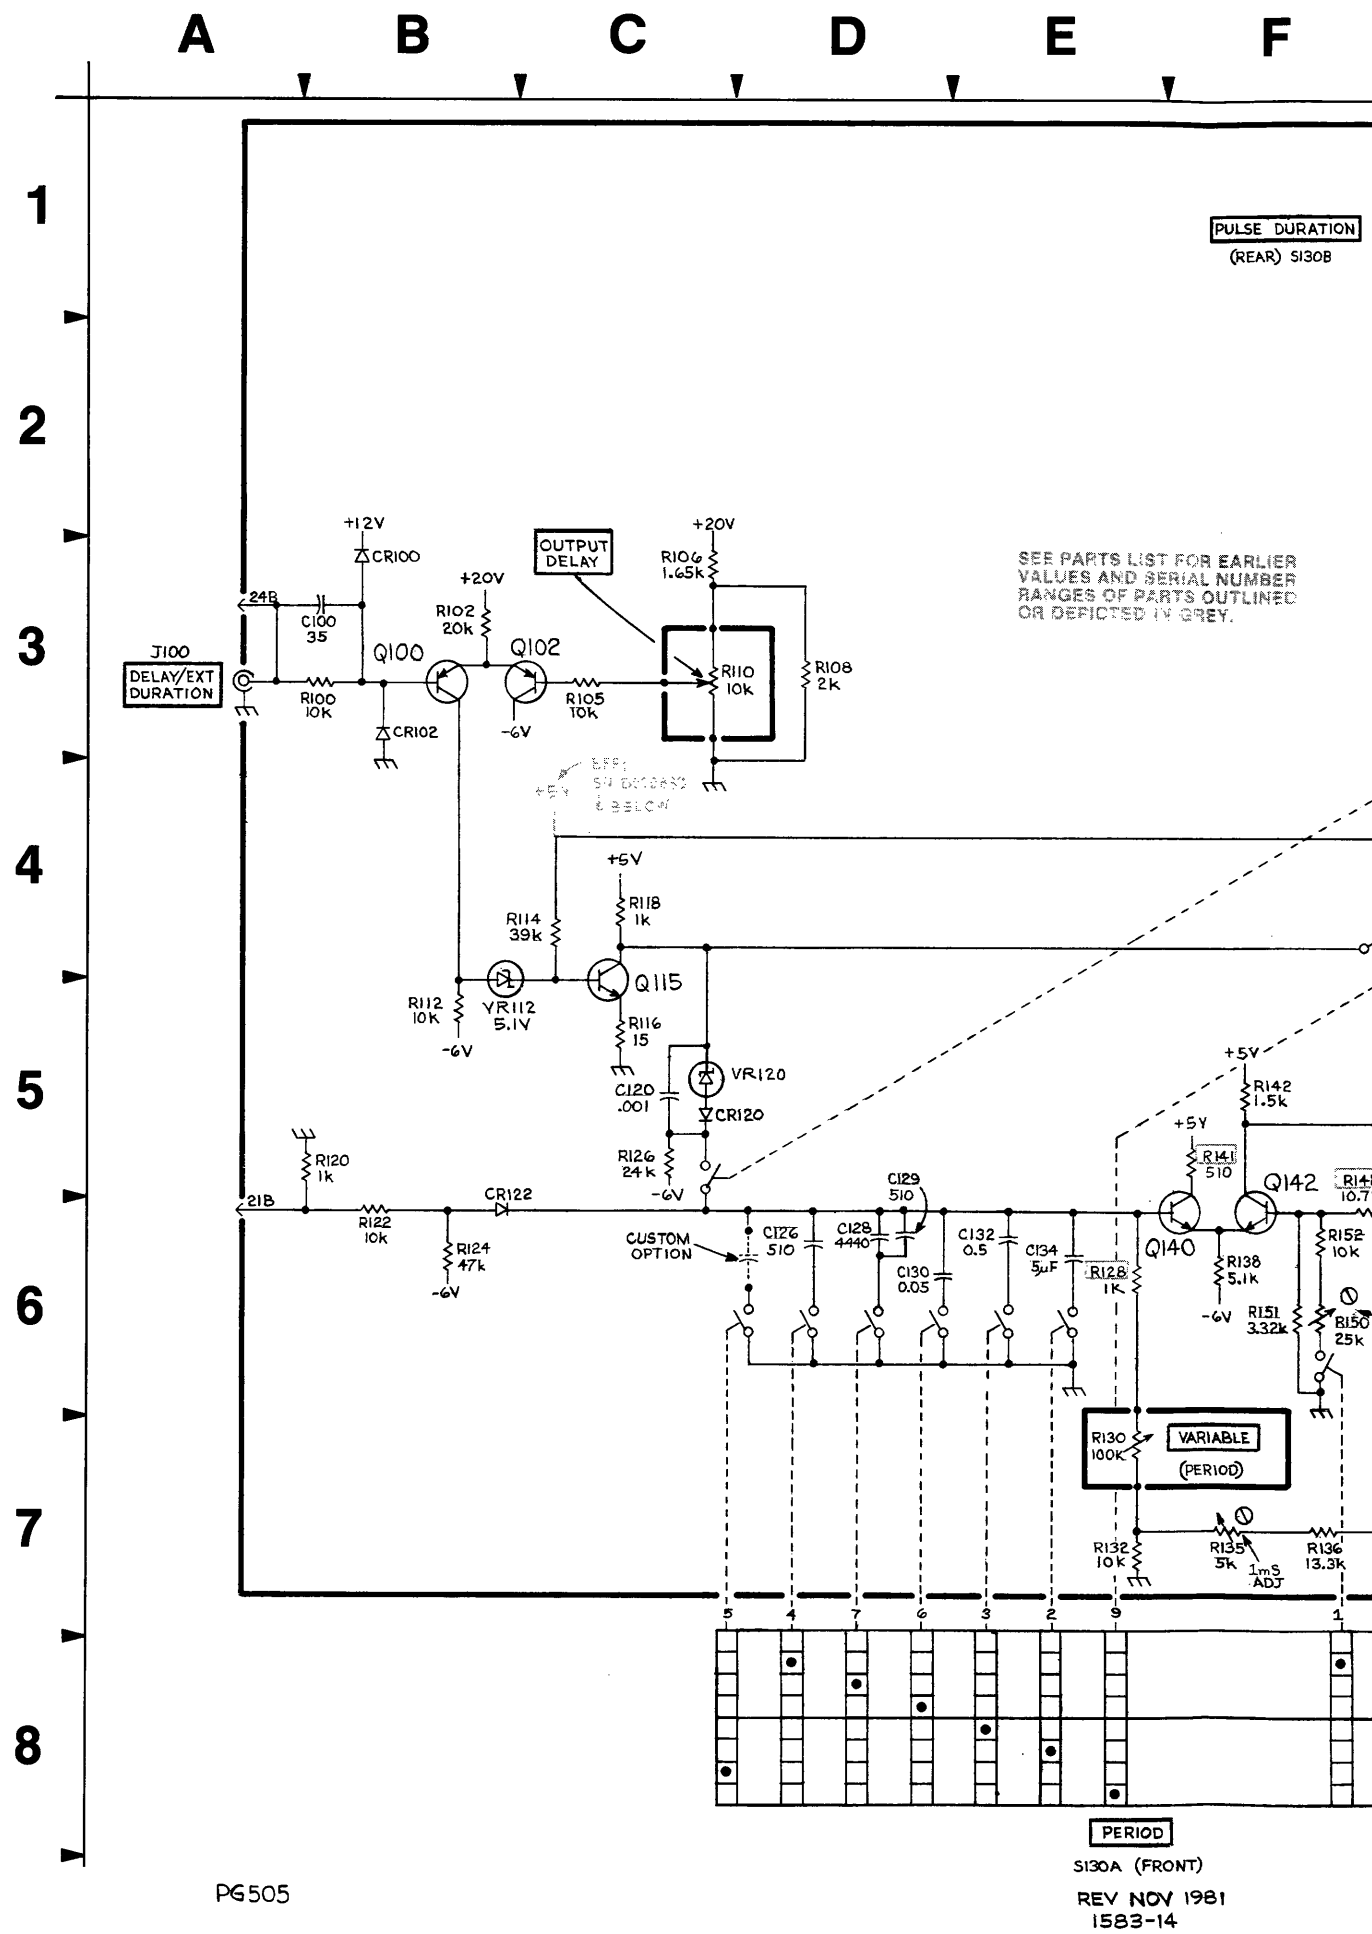 A B C D E F
1
PULSE DURATION
(REAR) S130B
2
+12V
CR100
24B
C100
35
J100
DELAY/EXT
DURATION
R100
10K
CR102
Q100
+20V
R102
20K
Q102
-6V
R105
10K
OUTPUT
DELAY
+20V
R106
1.65K
R110
10K
R108
2K
SEE PARTS LIST FOR EARLIER
VALUES AND SERIAL NUMBER
RANGES OF PARTS OUTLINED
OR DEPICTED IN GREY.
3
+5V
& BELOW
4
+5V
R118
1K
R114
39K
Q115
R112
10K
-6V
VR112
5.1V
R116
15
5
C120
.001
VR120
CR120
R126
24K
-6V
+5V
R142
1.5K
+5V
R141
510
Q142
R120
1K
21B
R122
10K
R124
47K
-6V
CR122
CUSTOM
OPTION
C126
510
C128
4440
C129
510
C130
0.05
C132
0.5
C134
5μF
R128
1K
Q140
R138
5.1K
-6V
R14
10.7
R152
10K
R151
3.32K
R150
25K
6
R130
100K
VARIABLE
(PERIOD)
7
R132
10K
R135
5K
1mS
ADJ
R136
13.3K
5 4 7 6 3 2 9 1
8
PERIOD
S130A (FRONT)
PG505
REV NOV 1981
1583-14